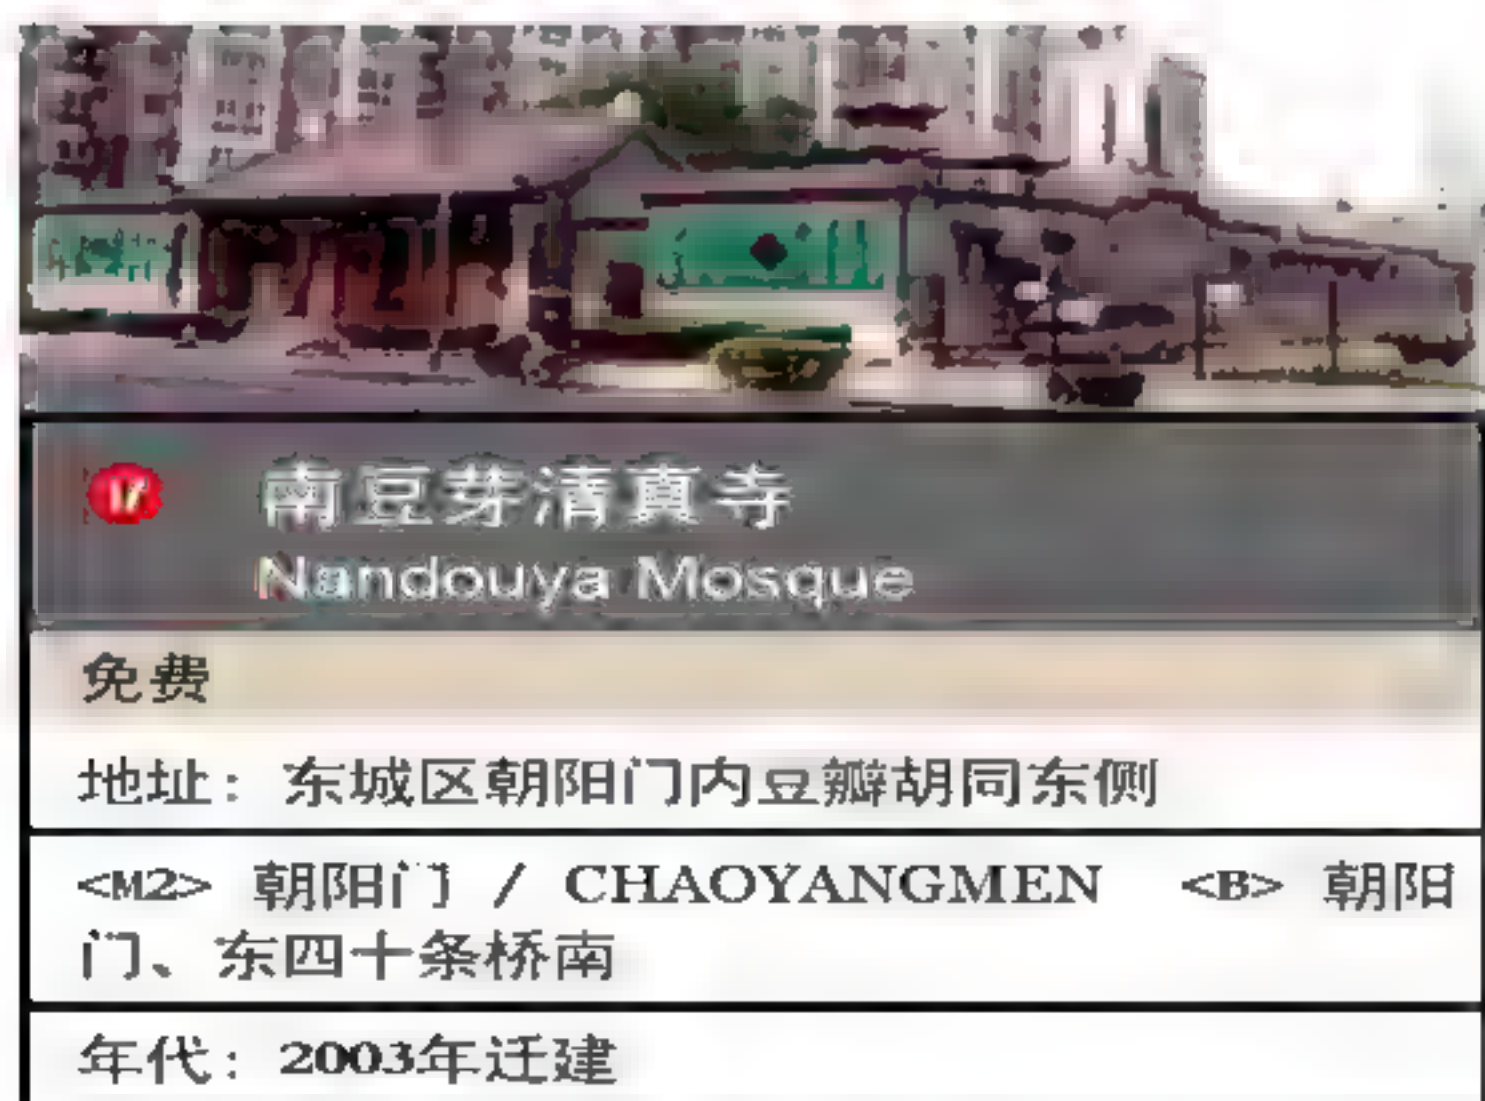 17
南豆芽清真寺
Nandouya Mosque
免费
地址：东城区朝阳门内豆瓣胡同东侧
<M2> 朝阳门 / CHAOYANGMEN <B> 朝阳
门、东四十条桥南
年代：2003年迁建